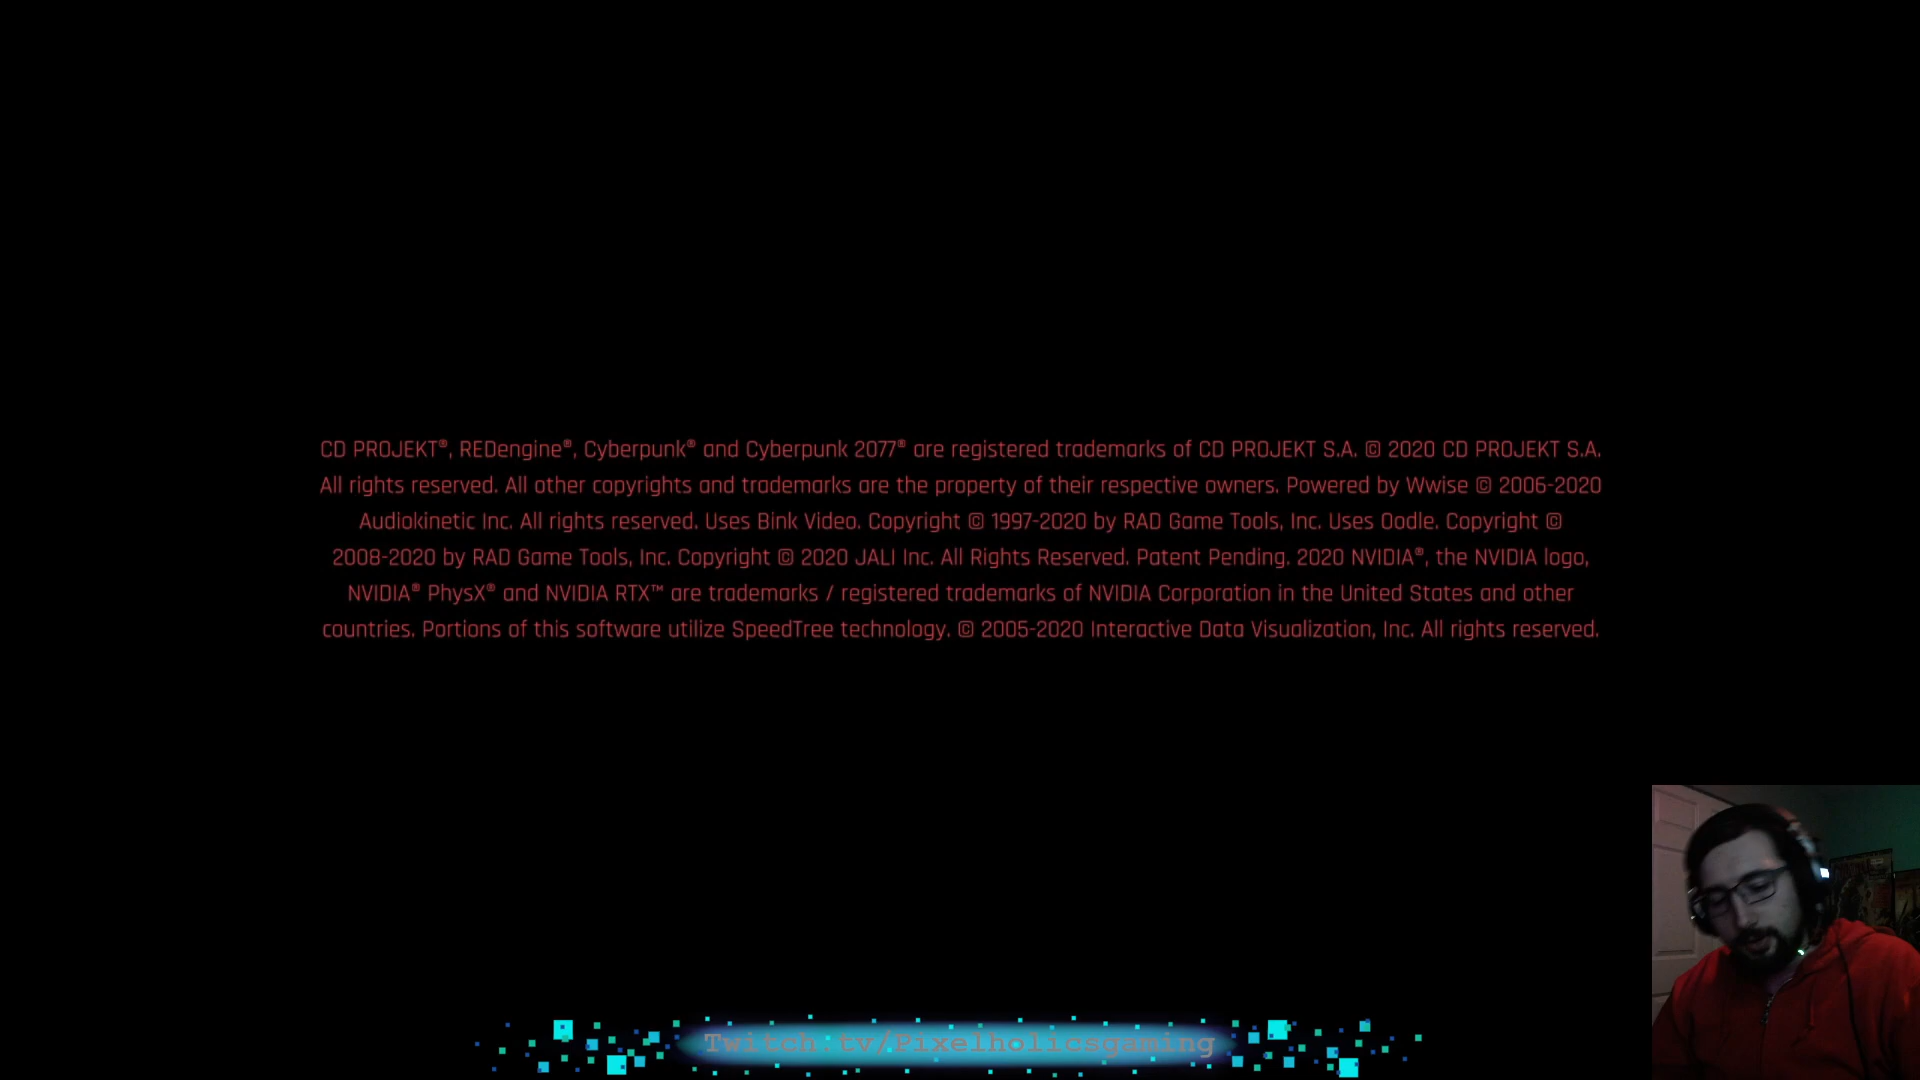 CD PROJEKT®, REDengine®, Cyberpunk® and Cyberpunk 2077® are registered trademarks of CD PROJEKT S.A. © 2020 CD PROJEKT S.A.
All rights reserved. All other copyrights and trademarks are the property of their respective owners. Powered by Wwise © 2006-2020
Audiokinetic Inc. All rights reserved. Uses Bink Video. Copyright © 1997-2020 by RAD Game Tools, Inc. Uses Oodle. Copyright ©
2008-2020 by RAD Game Tools, Inc. Copyright © 2020 JALI Inc. All Rights Reserved. Patent Pending. 2020 NVIDIA®, the NVIDIA logo,
NVIDIA® PhysX® and NVIDIA RTX™ are trademarks / registered trademarks of NVIDIA Corporation in the United States and other
countries. Portions of this software utilize SpeedTree technology. © 2005-2020 Interactive Data Visualization, Inc. All rights reserved.
Twitch.tv/Pixelholicsgaming